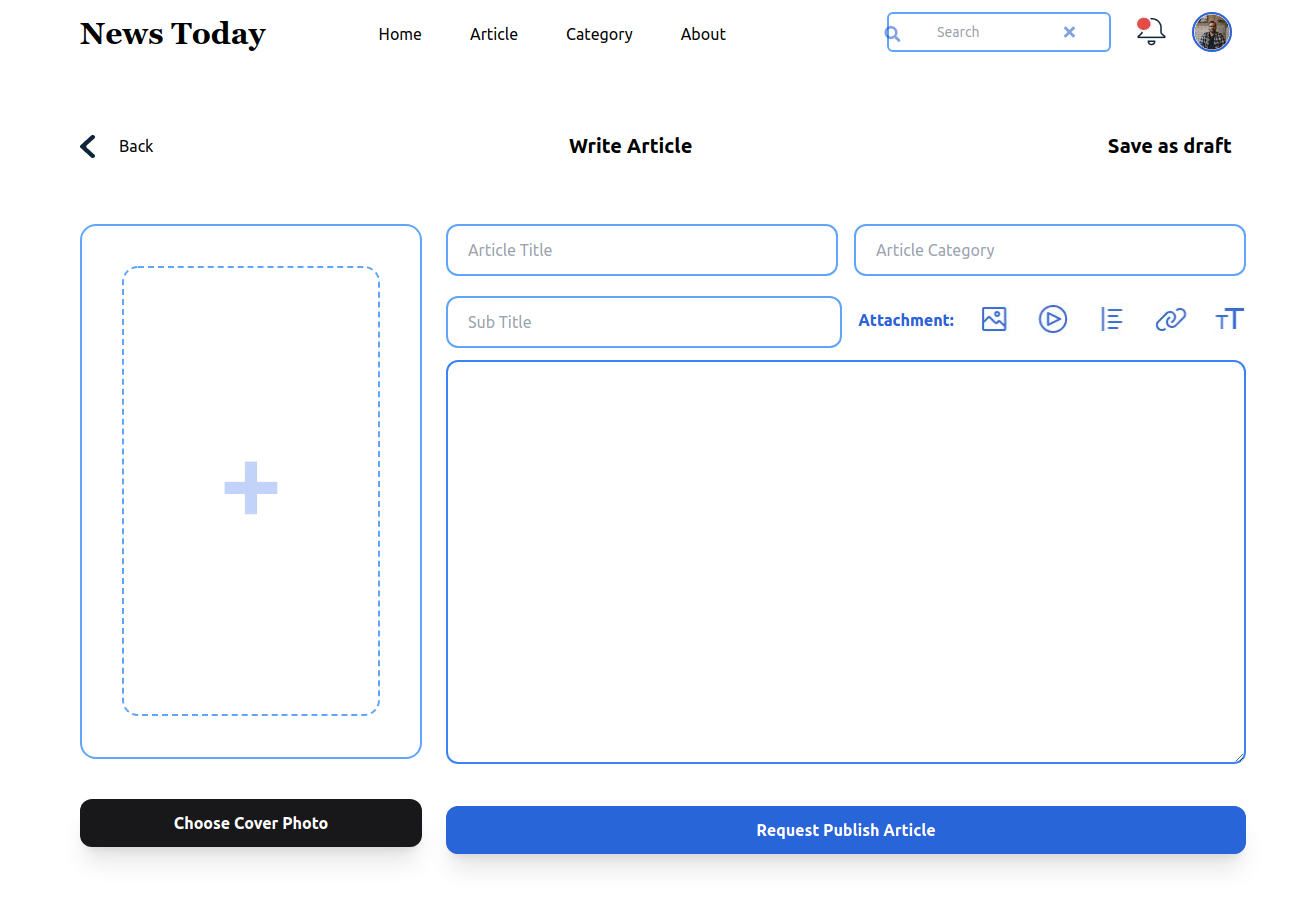 News Today
Home Article Category About
Search
Back
Write Article
Save as draft
Article Title
Article Category
Sub Title
Attachment:
Choose Cover Photo
Request Publish Article